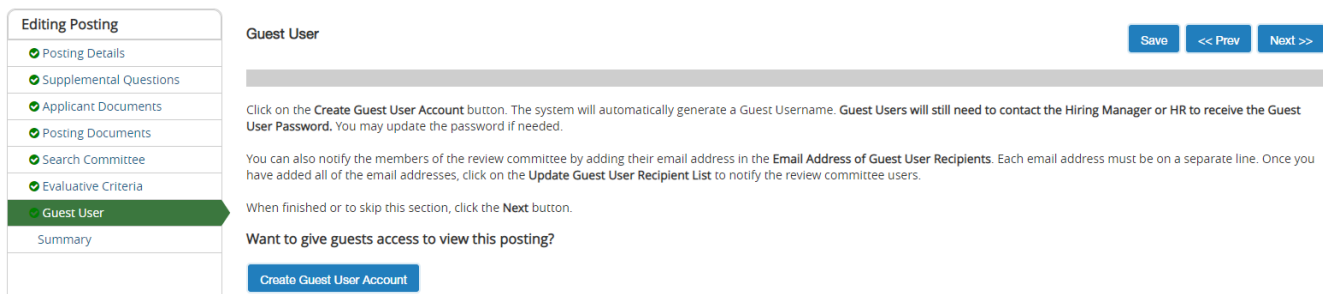 Editing Posting
Posting Details
Supplemental Questions
Applicant Documents
Posting Documents
Search Committee
Evaluative Criteria
Guest User
Summary
Guest User
Save
<< Prev
Next >>
Click on the Create Guest User Account button. The system will automatically generate a Guest Username. Guest Users will still need to contact the Hiring Manager or HR to receive the Guest
User Password. You may update the password if needed.
You can also notify the members of the review committee by adding their email address in the Email Address of Guest User Recipients. Each email address must be on a separate line. Once you
have added all of the email addresses, click on the Update Guest User Recipient List to notify the review committee users.
When finished or to skip this section, click the Next button.
Want to give guests access to view this posting?
Create Guest User Account